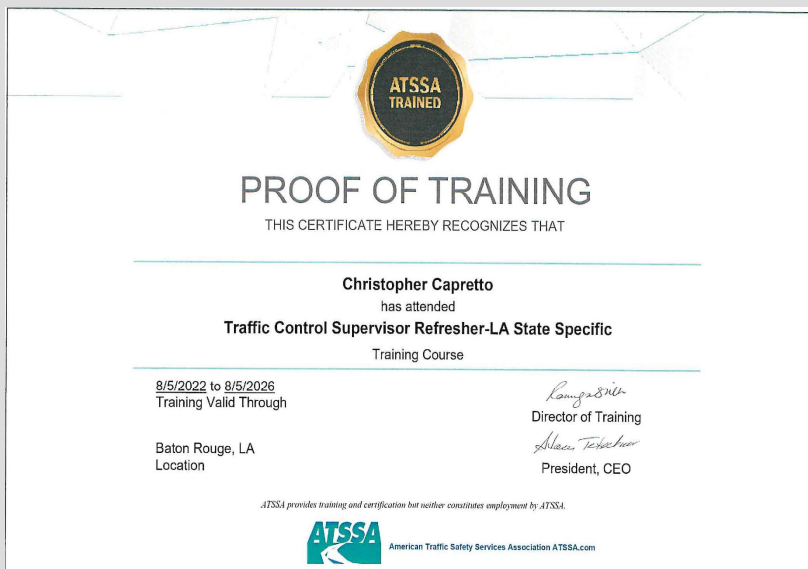 ATSSA
TRAINED
PROOF OF TRAINING
THIS CERTIFICATE HEREBY RECOGNIZES THAT
Christopher Capretto
has attended
Traffic Control Supervisor Refresher-LA State Specific
Training Course
8/5/2022 to 8/5/2026
Training Valid Through
Director of Training
Baton Rouge, LA
Location
President, CEO
ATSSA provides training and certification but neither constitutes employment by ATSSA.
ATSSA
American Traffic Safety Services Association ATSSA.com